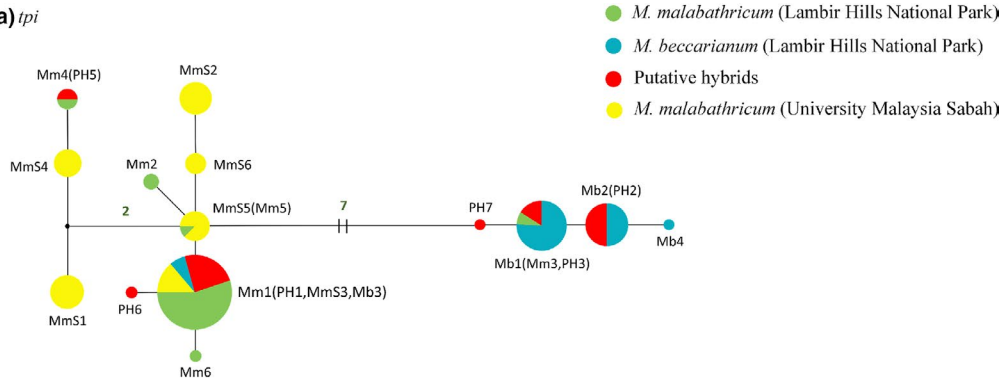 a) tpi
M. malabathricum (Lambir Hills National Park)
M. beccarianum (Lambir Hills National Park)
Putative hybrids
M. malabathricum (University Malaysia Sabah)
MmS2
Mm4(PH5)
MmS4
Mm2
MmS6
2
MmS5(Mm5)
7
PH7
Mb2(PH2)
Mb4
Mb1(Mm3,PH3)
MmS1
PH6
Mm1(PH1,MmS3,Mb3)
Mm6